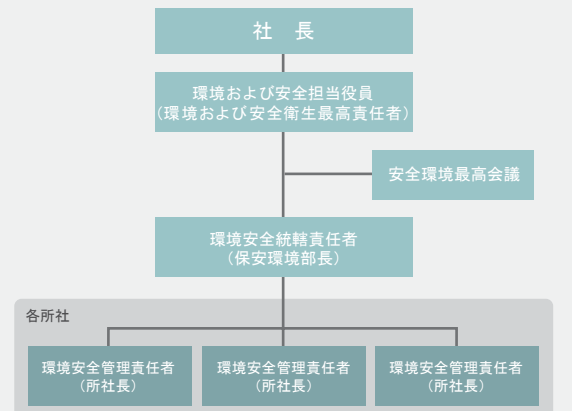 社　長
環境および安全担当役員
（環境および安全衛生最高責任者）
安全環境最高会議
環境安全統轄責任者
（保安環境部長）
各所社
環境安全管理責任者
（所社長）
環境安全管理責任者
（所社長）
環境安全管理責任者
（所社長）